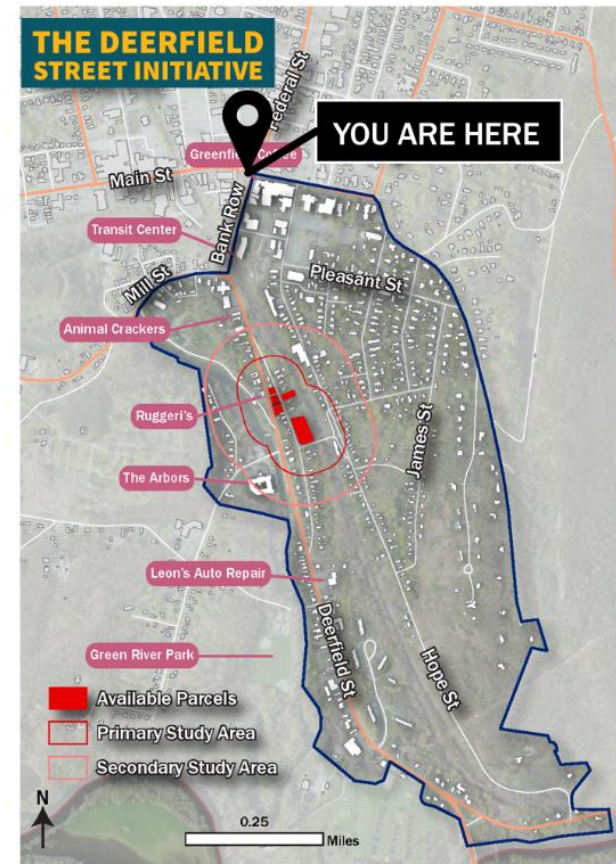 THE DEERFIELD
STREET INITIATIVE
Federal St
YOU ARE HERE
Greenfield Coffee
Main St
Bank Row
Transit Center
Pleasant St
Mill St
Animal Crackers
Ruggeri's
James St
The Arbors
Leon's Auto Repair
Deerfield St
Hope St
Green River Park
Available Parcels
Primary Study Area
Secondary Study Area
N
0.25
Miles